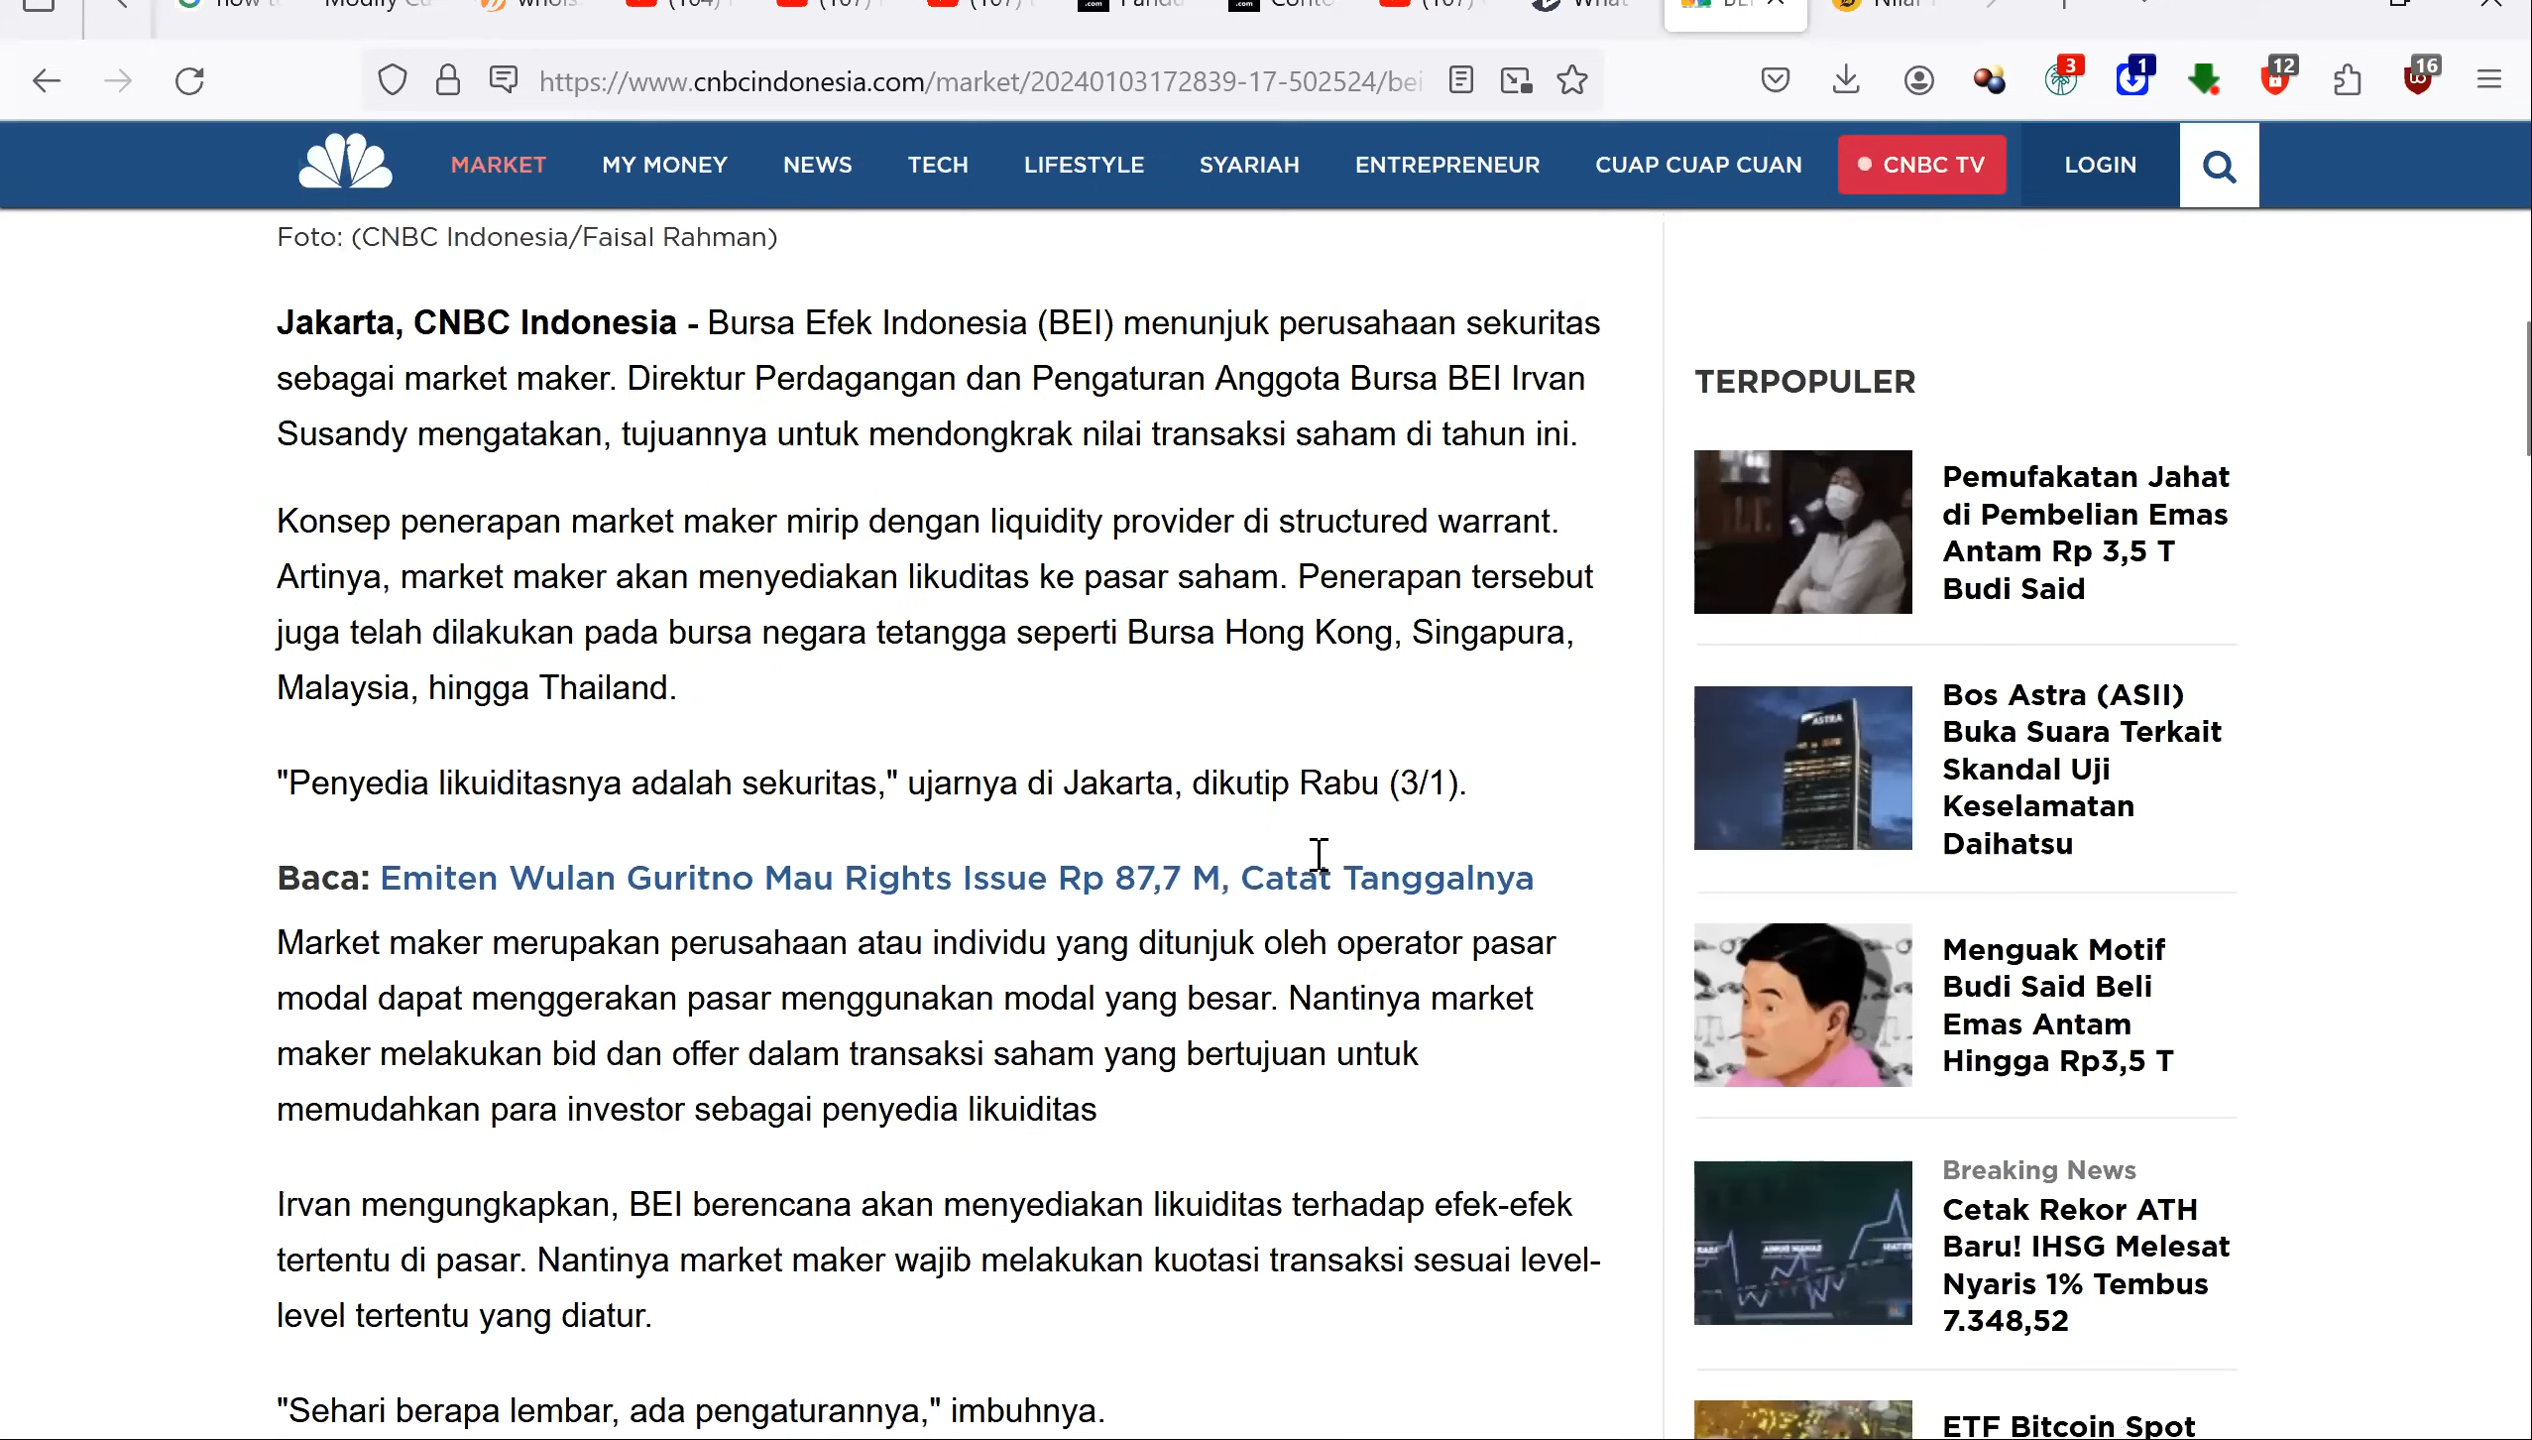 https://www.cnbcindonesia.com/market/20240103172839-17-502524/bei
3
1
12
16
MARKET
MY MONEY
NEWS
TECH
LIFESTYLE
SYARIAH
ENTREPRENEUR
CUAP CUAP CUAN
CNBC TV
LOGIN
Foto: (CNBC Indonesia/Faisal Rahman)
Jakarta, CNBC Indonesia - Bursa Efek Indonesia (BEI) menunjuk perusahaan sekuritas
sebagai market maker. Direktur Perdagangan dan Pengaturan Anggota Bursa BEI Irvan
Susandy mengatakan, tujuannya untuk mendongkrak nilai transaksi saham di tahun ini.
Konsep penerapan market maker mirip dengan liquidity provider di structured warrant.
Artinya, market maker akan menyediakan likuditas ke pasar saham. Penerapan tersebut
juga telah dilakukan pada bursa negara tetangga seperti Bursa Hong Kong, Singapura,
Malaysia, hingga Thailand.
"Penyedia likuiditasnya adalah sekuritas," ujarnya di Jakarta, dikutip Rabu (3/1).
Baca: Emiten Wulan Guritno Mau Rights Issue Rp 87,7 M, Catat Tanggalnya
Market maker merupakan perusahaan atau individu yang ditunjuk oleh operator pasar
modal dapat menggerakan pasar menggunakan modal yang besar. Nantinya market
maker melakukan bid dan offer dalam transaksi saham yang bertujuan untuk
memudahkan para investor sebagai penyedia likuiditas
Irvan mengungkapkan, BEI berencana akan menyediakan likuiditas terhadap efek-efek
tertentu di pasar. Nantinya market maker wajib melakukan kuotasi transaksi sesuai level-
level tertentu yang diatur.
"Sehari berapa lembar, ada pengaturannya," imbuhnya.
TERPOPULER
Pemufakatan Jahat
di Pembelian Emas
Antam Rp 3,5 T
Budi Said
ASTRA
Bos Astra (ASII)
Buka Suara Terkait
Skandal Uji
Keselamatan
Daihatsu
Menguak Motif
Budi Said Beli
Emas Antam
Hingga Rp3,5 T
Breaking News
Cetak Rekor ATH
Baru! IHSG Melesat
Nyaris 1% Tembus
7.348,52
ETF Bitcoin Spot